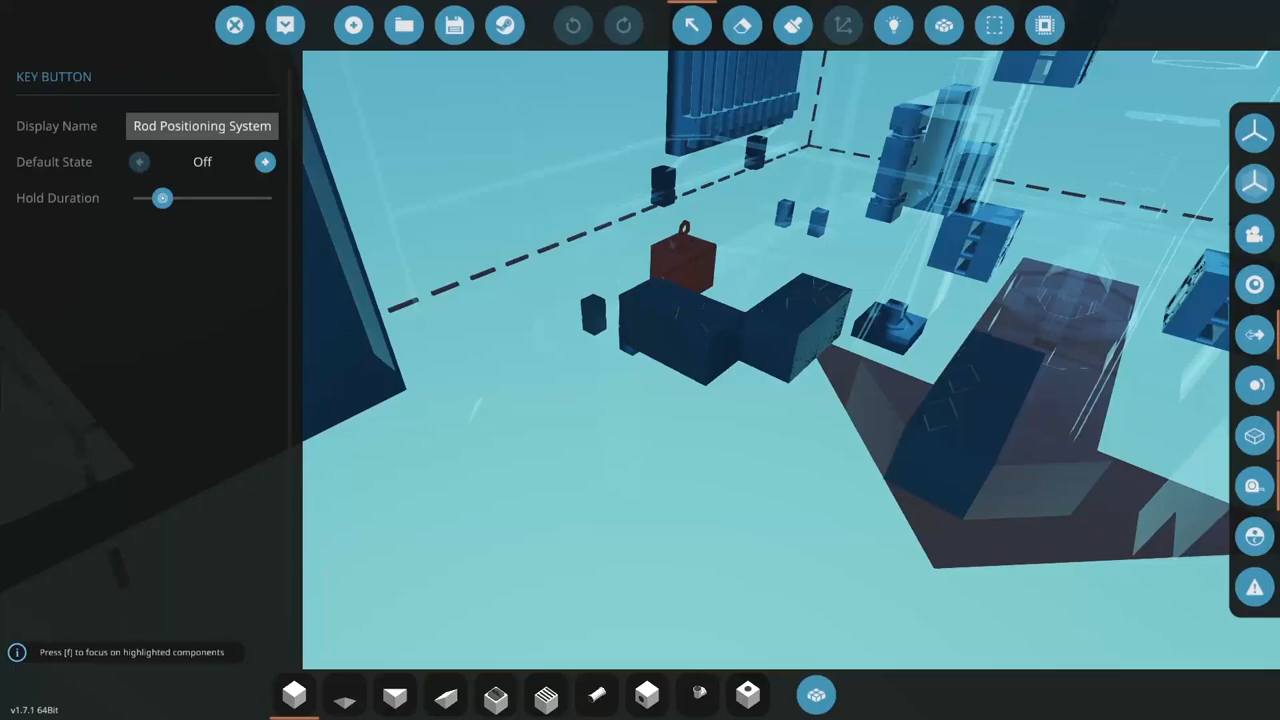 KEY BUTTON
Display Name
Rod Positioning System
Default State
Off
Hold Duration
Press [f] to focus on highlighted components
v1.7.1 64Bit